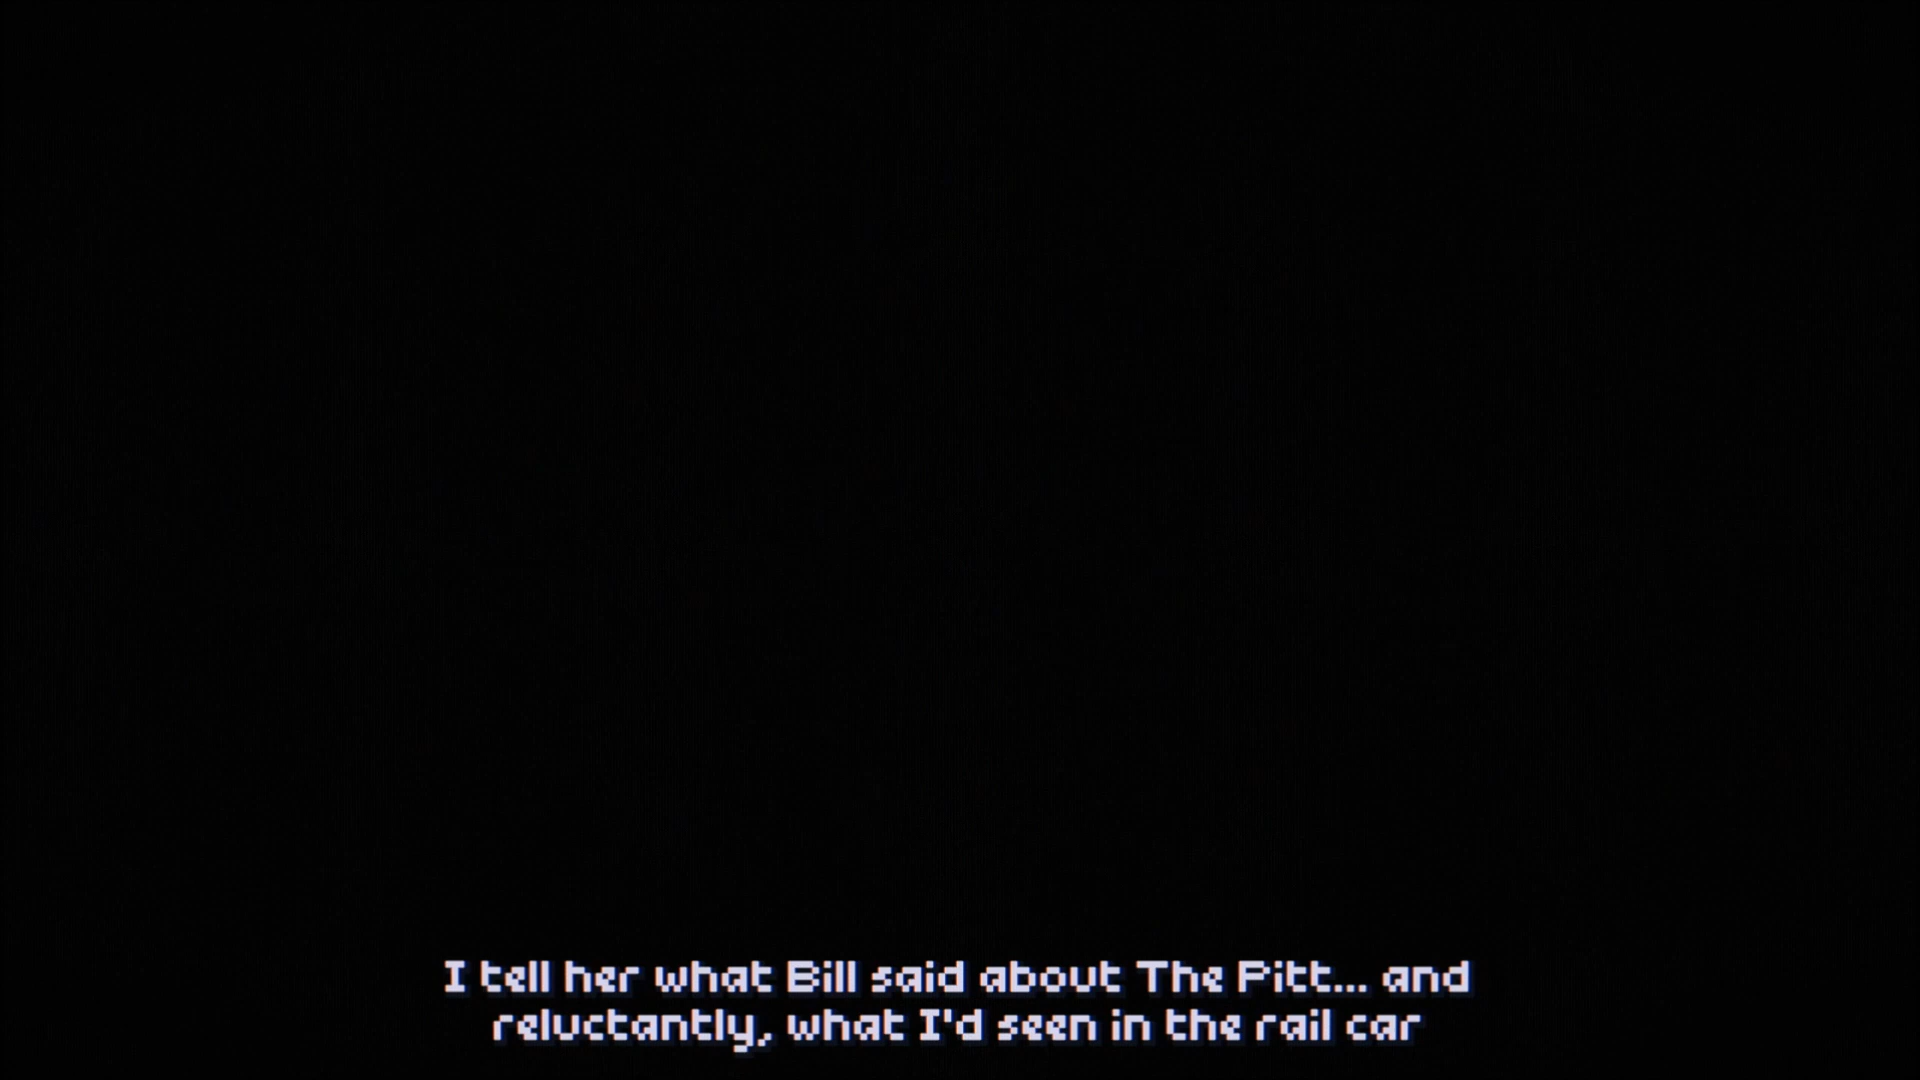 I tell her what Bill said about The Pitt... and
reluctantly, what I'd seen in the rail car